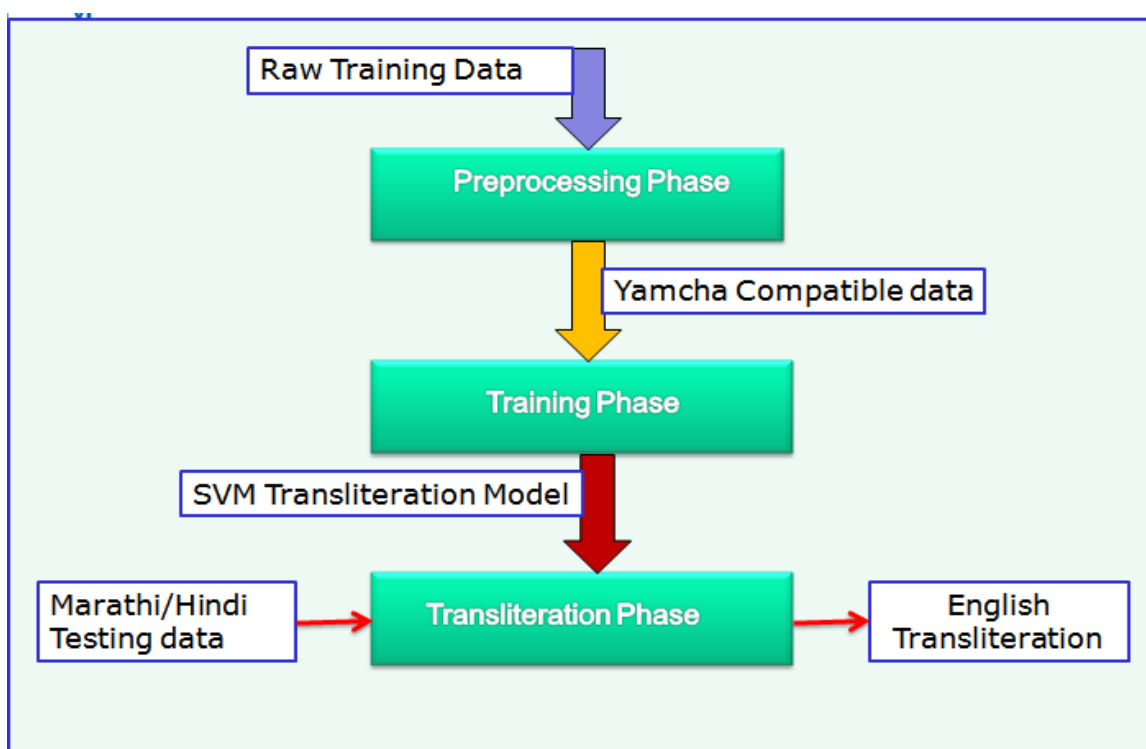 Raw Training Data
Preprocessing Phase
Yamcha Compatible data
Training Phase
SVM Transliteration Model
Marathi/Hindi
Testing data
Transliteration Phase
English
Transliteration